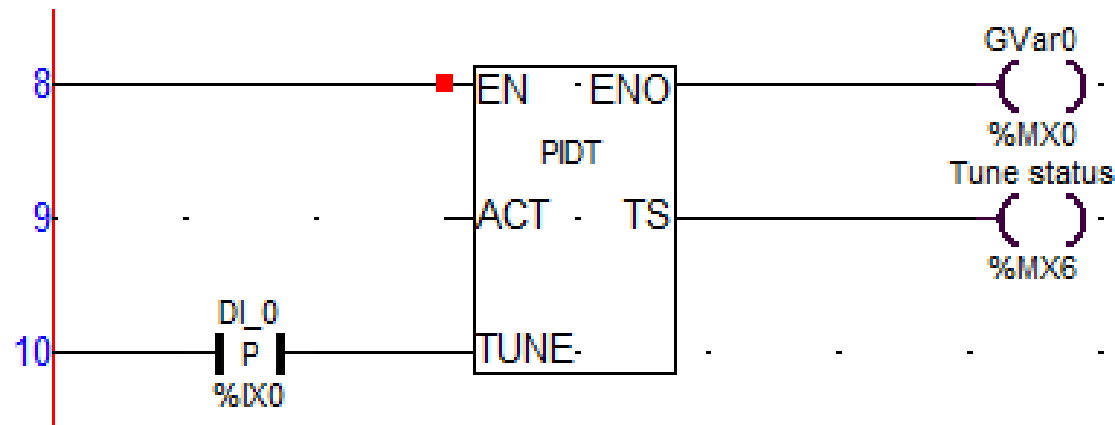 GVar0
8
EN
ENO
%MX0
PIDT
Tune status
9
ACT
TS
%MX6
DI_0
10
P
TUNE
%IX0